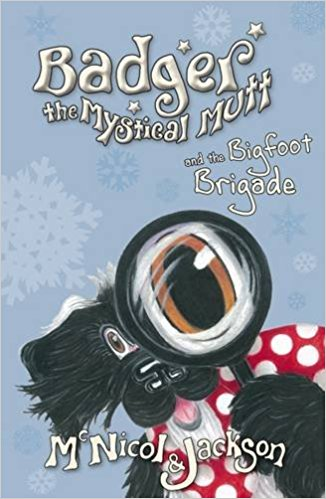 Badger
the Mystical Mutt
and the Bigfoot
Brigade
McNicol
& Jackson